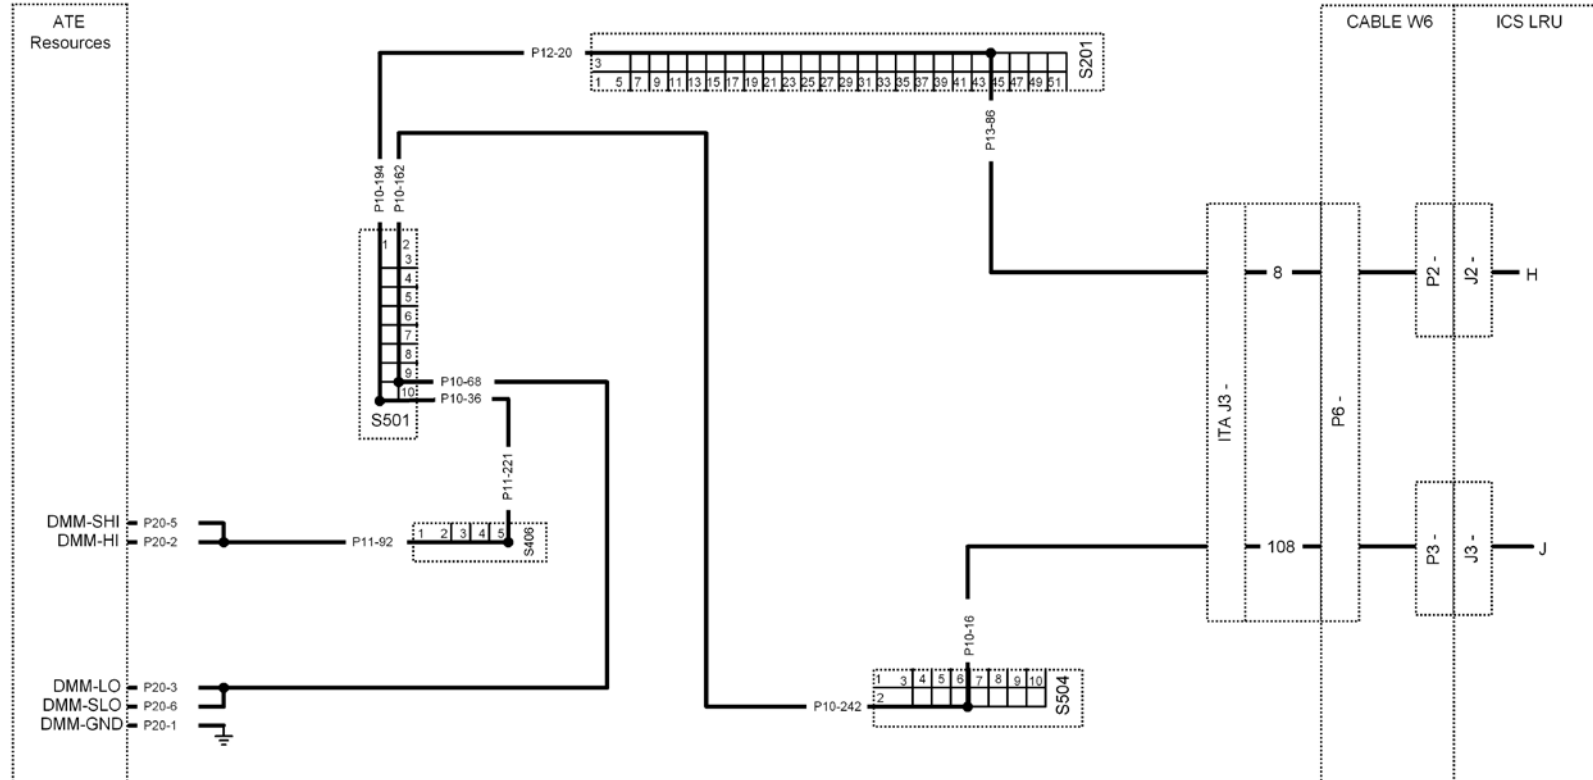 ATE
Resources
CABLE W6
ICS LRU
P12-20
3
1 5 7 9 11 13 15 17 19 21 23 25 27 29 31 33 35 37 39 41 43 45 47 49 51
S201
P13-86
P10-194
P10-162
1 2
3
4
5
6
7
8
9
10
S501
P10-68
P10-36
P11-221
ITA J3 -
8
P6 -
P2 -
J2 -
H
DMM-SHI P20-5
DMM-HI P20-2
P11-92
1 2 3 4 5
S406
108
P3 -
J3 -
J
P10-16
DMM-LO P20-3
DMM-SLO P20-6
DMM-GND P20-1
P10-242
1 3 4 5 6 7 8 9 10
2
S504